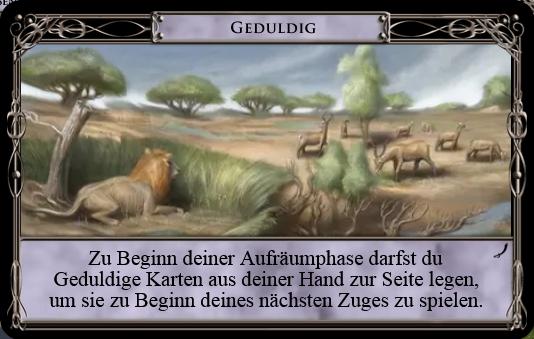 Geduldig
Zu Beginn deiner Aufräumphase darfst du
Geduldige Karten aus deiner Hand zur Seite legen,
um sie zu Beginn deines nächsten Zuges zu spielen.